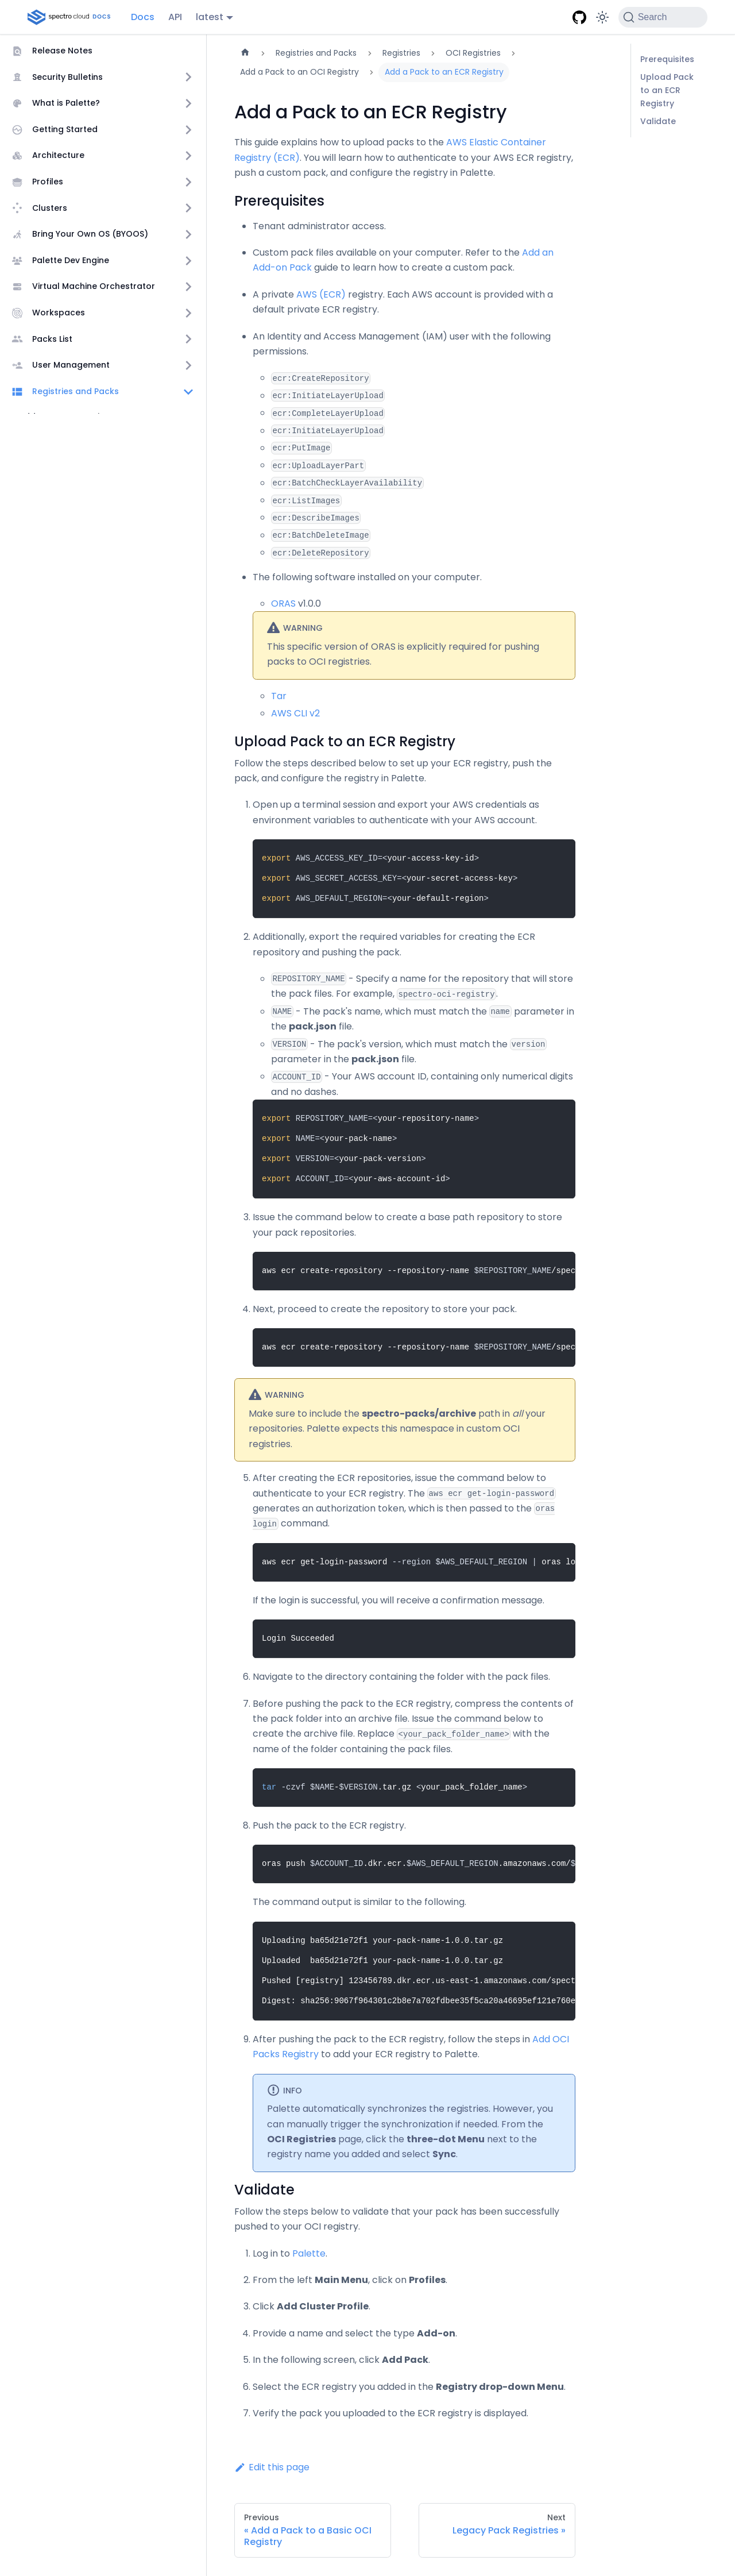 spectro cloud DOCS
Docs
API
latest
Search
Release Notes
Security Bulletins
What is Palette?
Getting Started
Architecture
Profiles
Clusters
Bring Your Own OS (BYOOS)
Palette Dev Engine
Virtual Machine Orchestrator
Workspaces
Packs List
User Management
Registries and Packs
Registries and Packs
Registries
OCI Registries
Add a Pack to an OCI Registry
Add a Pack to an ECR Registry
Add a Pack to an ECR Registry
This guide explains how to upload packs to the AWS Elastic Container
Registry (ECR). You will learn how to authenticate to your AWS ECR registry,
push a custom pack, and configure the registry in Palette.
Prerequisites
Tenant administrator access.
Custom pack files available on your computer. Refer to the Add an
Add-on Pack guide to learn how to create a custom pack.
A private AWS (ECR) registry. Each AWS account is provided with a
default private ECR registry.
An Identity and Access Management (IAM) user with the following
permissions.
ecr:CreateRepository
ecr:InitiateLayerUpload
ecr:CompleteLayerUpload
ecr:InitiateLayerUpload
ecr:PutImage
ecr:UploadLayerPart
ecr:BatchCheckLayerAvailability
ecr:ListImages
ecr:DescribeImages
ecr:BatchDeleteImage
ecr:DeleteRepository
The following software installed on your computer.
ORAS v1.0.0
WARNING
This specific version of ORAS is explicitly required for pushing
packs to OCI registries.
Tar
AWS CLI v2
Upload Pack to an ECR Registry
Follow the steps described below to set up your ECR registry, push the
pack, and configure the registry in Palette.
1. Open up a terminal session and export your AWS credentials as
environment variables to authenticate with your AWS account.
export AWS_ACCESS_KEY_ID=<your-access-key-id>
export AWS_SECRET_ACCESS_KEY=<your-secret-access-key>
export AWS_DEFAULT_REGION=<your-default-region>
2. Additionally, export the required variables for creating the ECR
repository and pushing the pack.
REPOSITORY_NAME - Specify a name for the repository that will store
the pack files. For example, spectro-oci-registry.
NAME - The pack's name, which must match the name parameter in
the pack.json file.
VERSION - The pack's version, which must match the version
parameter in the pack.json file.
ACCOUNT_ID - Your AWS account ID, containing only numerical digits
and no dashes.
export REPOSITORY_NAME=<your-repository-name>
export NAME=<your-pack-name>
export VERSION=<your-pack-version>
export ACCOUNT_ID=<your-aws-account-id>
3. Issue the command below to create a base path repository to store
your pack repositories.
aws ecr create-repository --repository-name $REPOSITORY_NAME/spec
4. Next, proceed to create the repository to store your pack.
aws ecr create-repository --repository-name $REPOSITORY_NAME/spec
WARNING
Make sure to include the spectro-packs/archive path in all your
repositories. Palette expects this namespace in custom OCI
registries.
5. After creating the ECR repositories, issue the command below to
authenticate to your ECR registry. The aws ecr get-login-password
generates an authorization token, which is then passed to the oras
login command.
aws ecr get-login-password --region $AWS_DEFAULT_REGION | oras lo
If the login is successful, you will receive a confirmation message.
Login Succeeded
6. Navigate to the directory containing the folder with the pack files.
7. Before pushing the pack to the ECR registry, compress the contents of
the pack folder into an archive file. Issue the command below to
create the archive file. Replace <your_pack_folder_name> with the
name of the folder containing the pack files.
tar -czvf $NAME-$VERSION.tar.gz <your_pack_folder_name>
8. Push the pack to the ECR registry.
oras push $ACCOUNT_ID.dkr.ecr.$AWS_DEFAULT_REGION.amazonaws.com/$
The command output is similar to the following.
Uploading ba65d21e72f1 your-pack-name-1.0.0.tar.gz
Uploaded  ba65d21e72f1 your-pack-name-1.0.0.tar.gz
Pushed [registry] 123456789.dkr.ecr.us-east-1.amazonaws.com/spect
Digest: sha256:9067f964301c2b8e7a702fdbee35f5ca20a46695ef121e760e
9. After pushing the pack to the ECR registry, follow the steps in Add OCI
Packs Registry to add your ECR registry to Palette.
INFO
Palette automatically synchronizes the registries. However, you
can manually trigger the synchronization if needed. From the
OCI Registries page, click the three-dot Menu next to the
registry name you added and select Sync.
Validate
Follow the steps below to validate that your pack has been successfully
pushed to your OCI registry.
1. Log in to Palette.
2. From the left Main Menu, click on Profiles.
3. Click Add Cluster Profile.
4. Provide a name and select the type Add-on.
5. In the following screen, click Add Pack.
6. Select the ECR registry you added in the Registry drop-down Menu.
7. Verify the pack you uploaded to the ECR registry is displayed.
Edit this page
Previous
« Add a Pack to a Basic OCI
Registry
Next
Legacy Pack Registries »
Prerequisites
Upload Pack
to an ECR
Registry
Validate